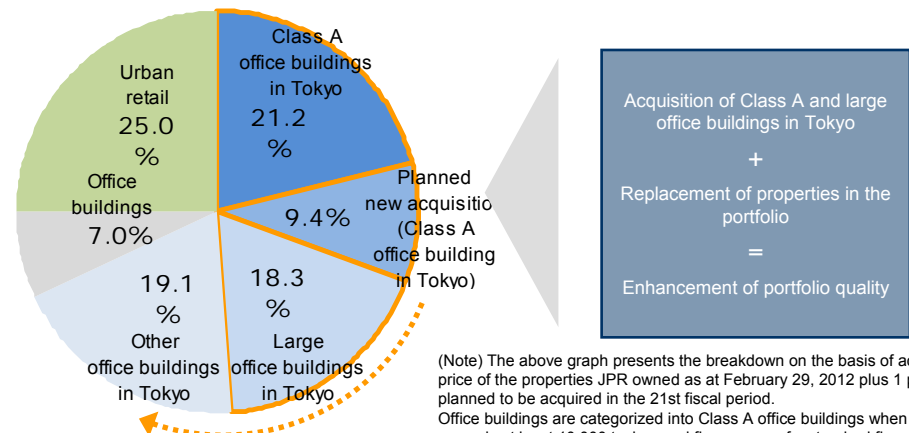 Class A
office buildings
in Tokyo
21.2
%
Planned
new acquisitio
(Class A
office building
in Tokyo)
9.4%
18.3
%
Large
office buildings
in Tokyo
19.1
%
Other
office buildings
in Tokyo
Office
buildings
7.0%
Urban
retail
25.0
%
Acquisition of Class A and large
office buildings in Tokyo
+
Replacement of properties in the
portfolio
=
Enhancement of portfolio quality
(Note) The above graph presents the breakdown on the basis of
price of the properties JPR owned as at February 29, 2012 plus 1
planned to be acquired in the 21st fiscal period.
Office buildings are categorized into Class A office buildings when